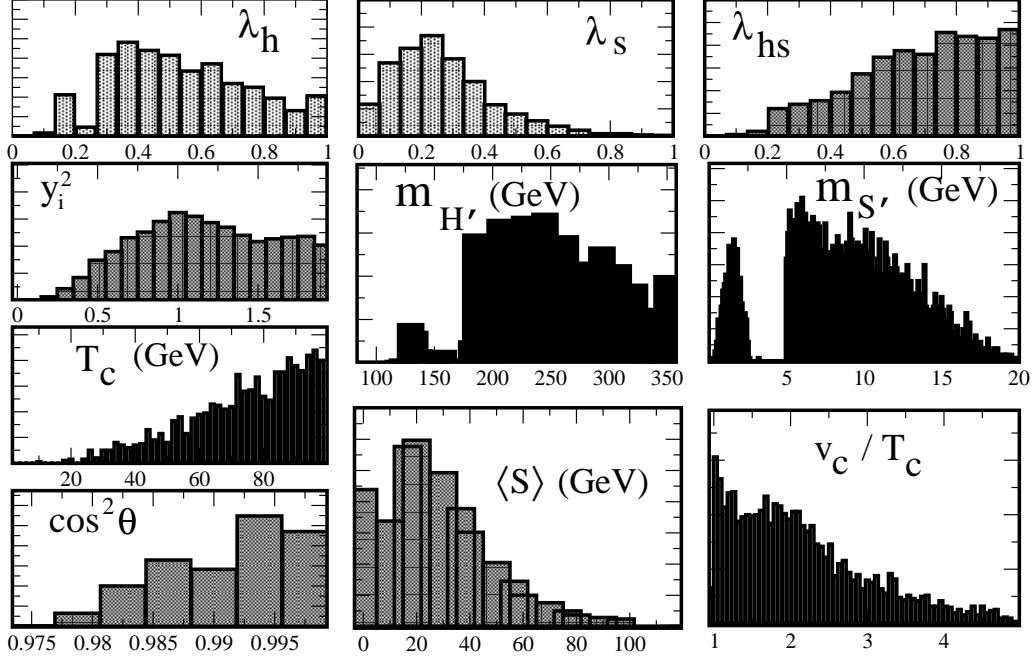 λ_h
0 0.2 0.4 0.6 0.8 1
λ_s
0 0.2 0.4 0.6 0.8 1
λ_hs
0 0.2 0.4 0.6 0.8 1
y_i^2
0 0.5 1 1.5
m_H′ (GeV)
100 150 200 250 300 350
m_S′ (GeV)
5 10 15 20
T_c (GeV)
20 40 60 80
cos^2θ
0.975 0.98 0.985 0.99 0.995
⟨S⟩ (GeV)
0 20 40 60 80 100
v_c / T_c
1 2 3 4